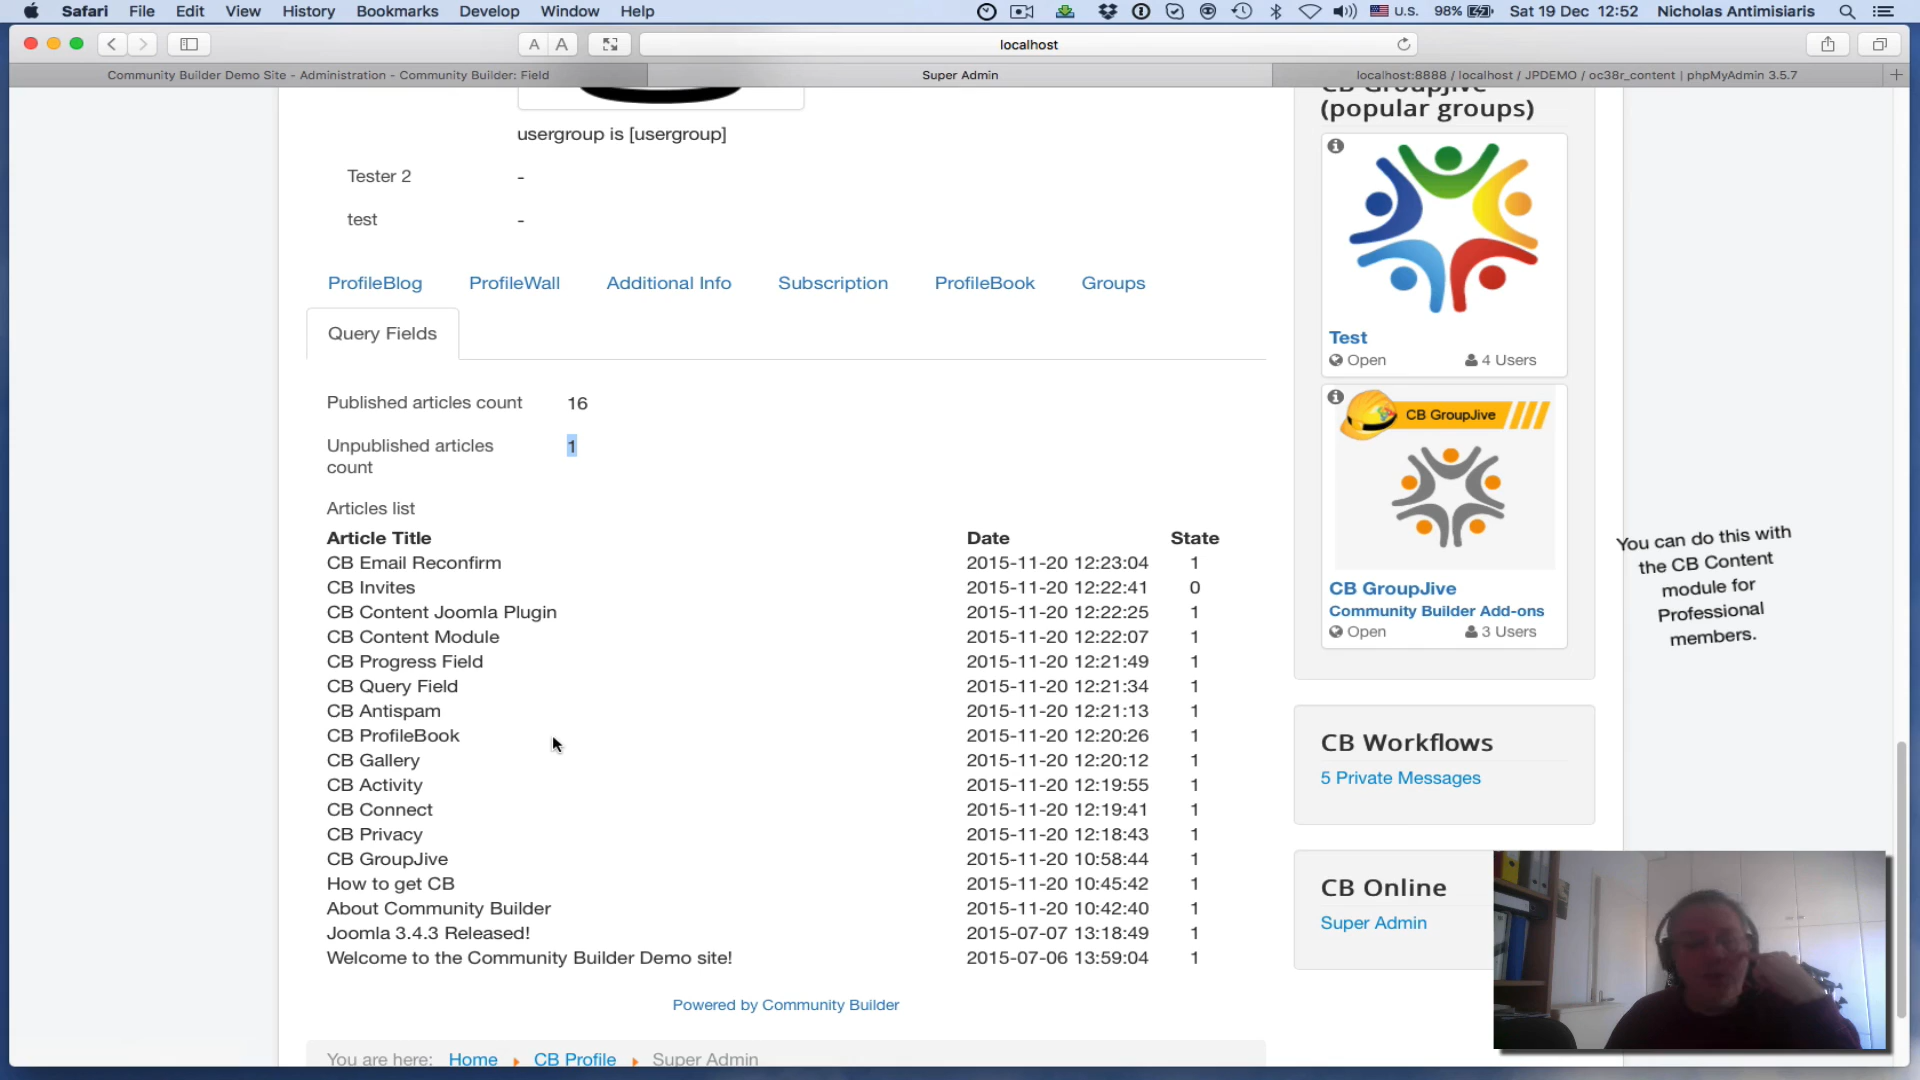 Safari File Edit View History Bookmarks Develop Window Help U.S. 98% Sat 19 Dec 12:52 Nicholas Antimisiaris
A A localhost
Community Builder Demo Site - Administration - Community Builder: Field
Super Admin
localhost:8888 / localhost / JPDEMO / oc38r_content | phpMyAdmin 3.5.7
usergroup is [usergroup]
Tester 2 -
test -
ProfileBlog ProfileWall Additional Info Subscription ProfileBook Groups
Query Fields
Published articles count 16
Unpublished articles 1
count
Articles list
Article Title Date State
CB Email Reconfirm 2015-11-20 12:23:04 1
CB Invites 2015-11-20 12:22:41 0
CB Content Joomla Plugin 2015-11-20 12:22:25 1
CB Content Module 2015-11-20 12:22:07 1
CB Progress Field 2015-11-20 12:21:49 1
CB Query Field 2015-11-20 12:21:34 1
CB Antispam 2015-11-20 12:21:13 1
CB ProfileBook 2015-11-20 12:20:26 1
CB Gallery 2015-11-20 12:20:12 1
CB Activity 2015-11-20 12:19:55 1
CB Connect 2015-11-20 12:19:41 1
CB Privacy 2015-11-20 12:18:43 1
CB GroupJive 2015-11-20 10:58:44 1
How to get CB 2015-11-20 10:45:42 1
About Community Builder 2015-11-20 10:42:40 1
Joomla 3.4.3 Released! 2015-07-07 13:18:49 1
Welcome to the Community Builder Demo site! 2015-07-06 13:59:04 1
Powered by Community Builder
You are here: Home CB Profile Super Admin
CB GroupJive
(popular groups)
Test
Open 4 Users
CB GroupJive
CB GroupJive
Community Builder Add-ons
Open 3 Users
CB Workflows
5 Private Messages
CB Online
Super Admin
You can do this with
the CB Content
module for
Professional
members.